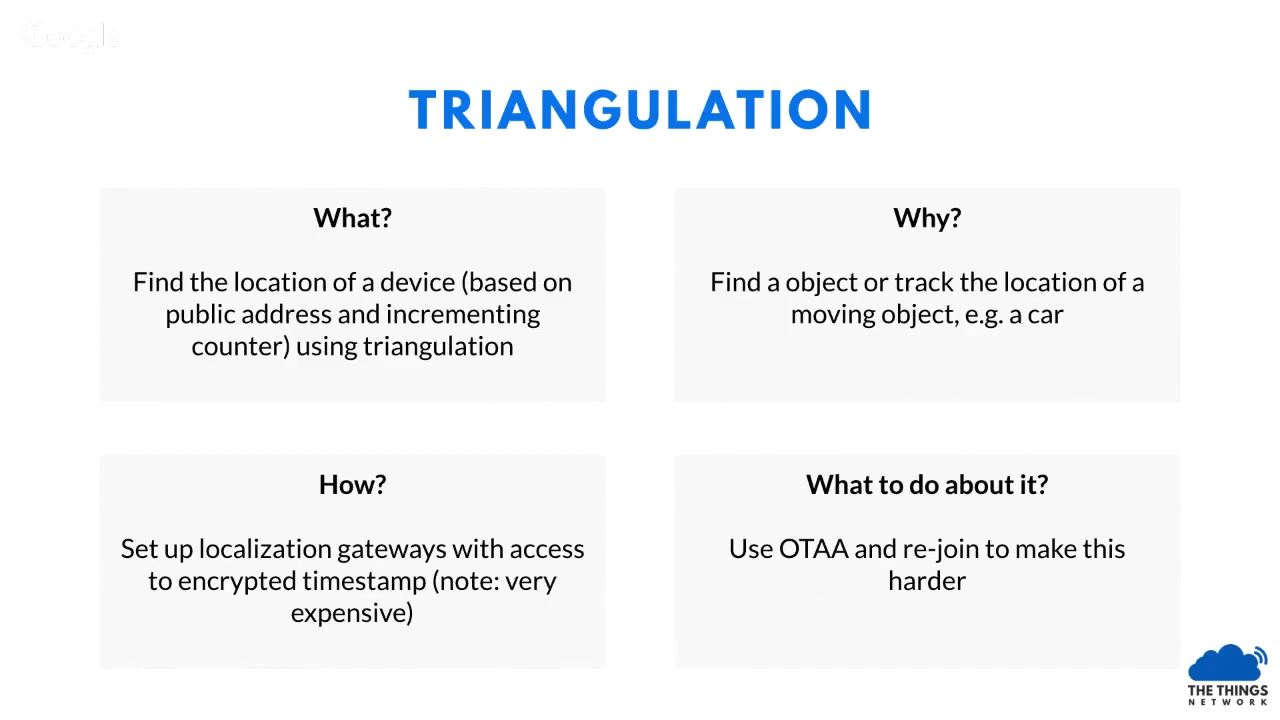 Google
TRIANGULATION
What?
Find the location of a device (based on
public address and incrementing
counter) using triangulation
Why?
Find a object or track the location of a
moving object, e.g. a car
How?
Set up localization gateways with access
to encrypted timestamp (note: very
expensive)
What to do about it?
Use OTAA and re-join to make this
harder
THE THINGS
NETWORK